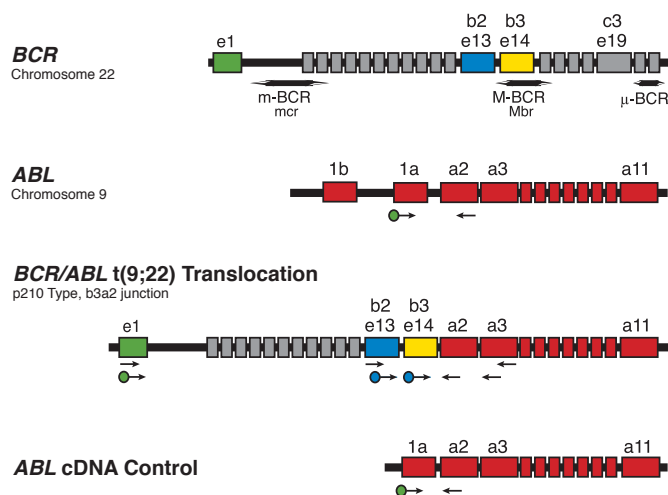 b2 b3 c3
e1 e13 e14 e19
BCR
Chromosome 22
m-BCR M-BCR μ-BCR
mcr Mbr
1b 1a a2 a3 a11
ABL
Chromosome 9
BCR/ABL t(9;22) Translocation
p210 Type, b3a2 junction
b2 b3
e1 e13 e14 a2 a3 a11
1a a2 a3 a11
ABL cDNA Control